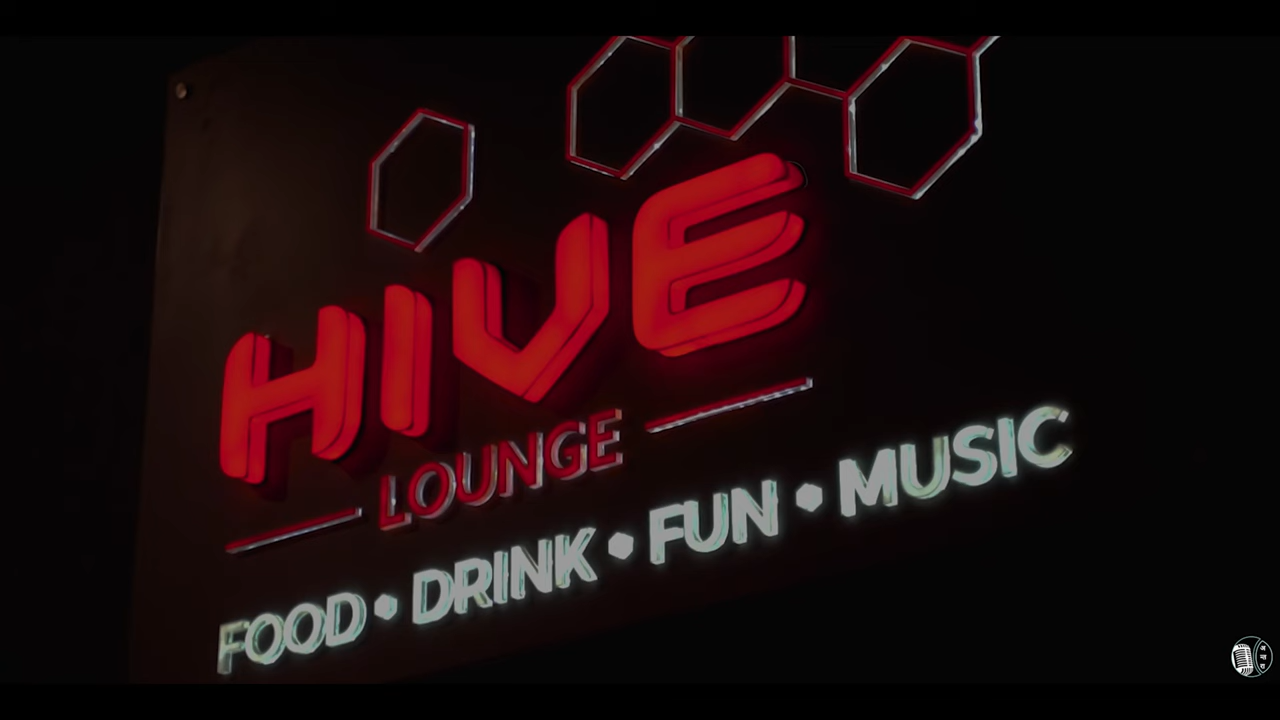 HIVE
LOUNGE
FOOD • DRINK • FUN • MUSIC